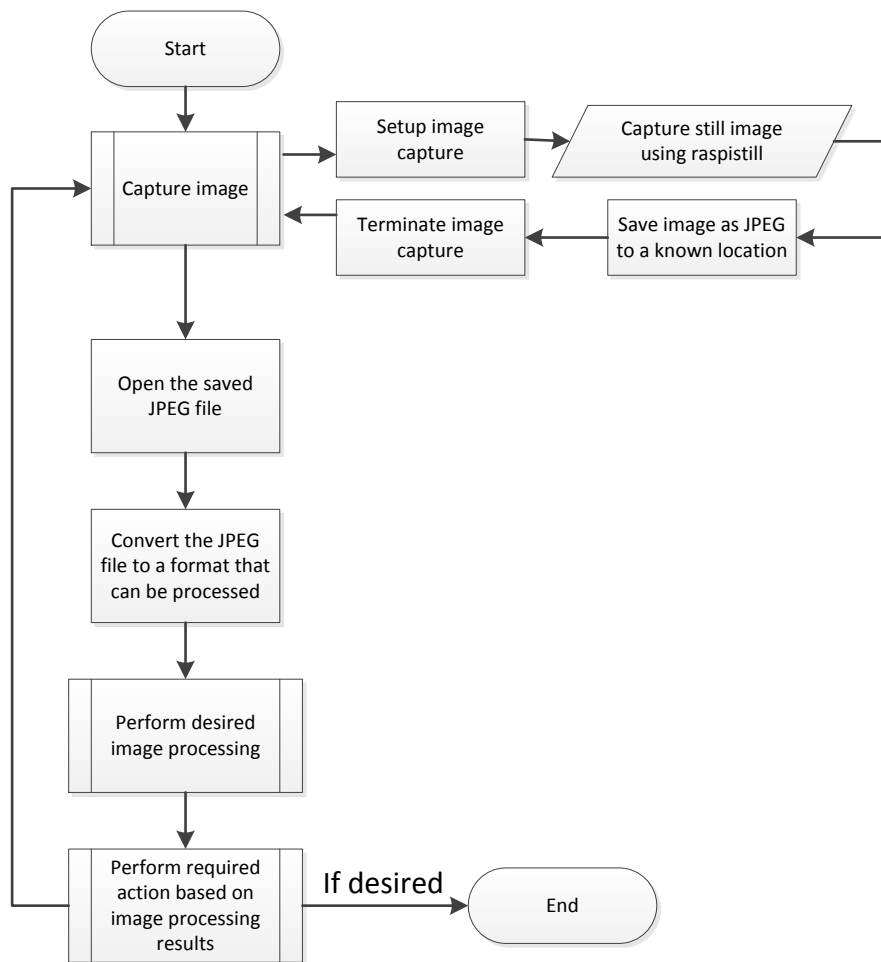 Start
Capture image
Setup image
capture
Capture still image
using raspistill
Save image as JPEG
to a known location
Terminate image
capture
Open the saved
JPEG file
Convert the JPEG
file to a format that
can be processed
Perform desired
image processing
Perform required
action based on
image processing
results
If desired
End